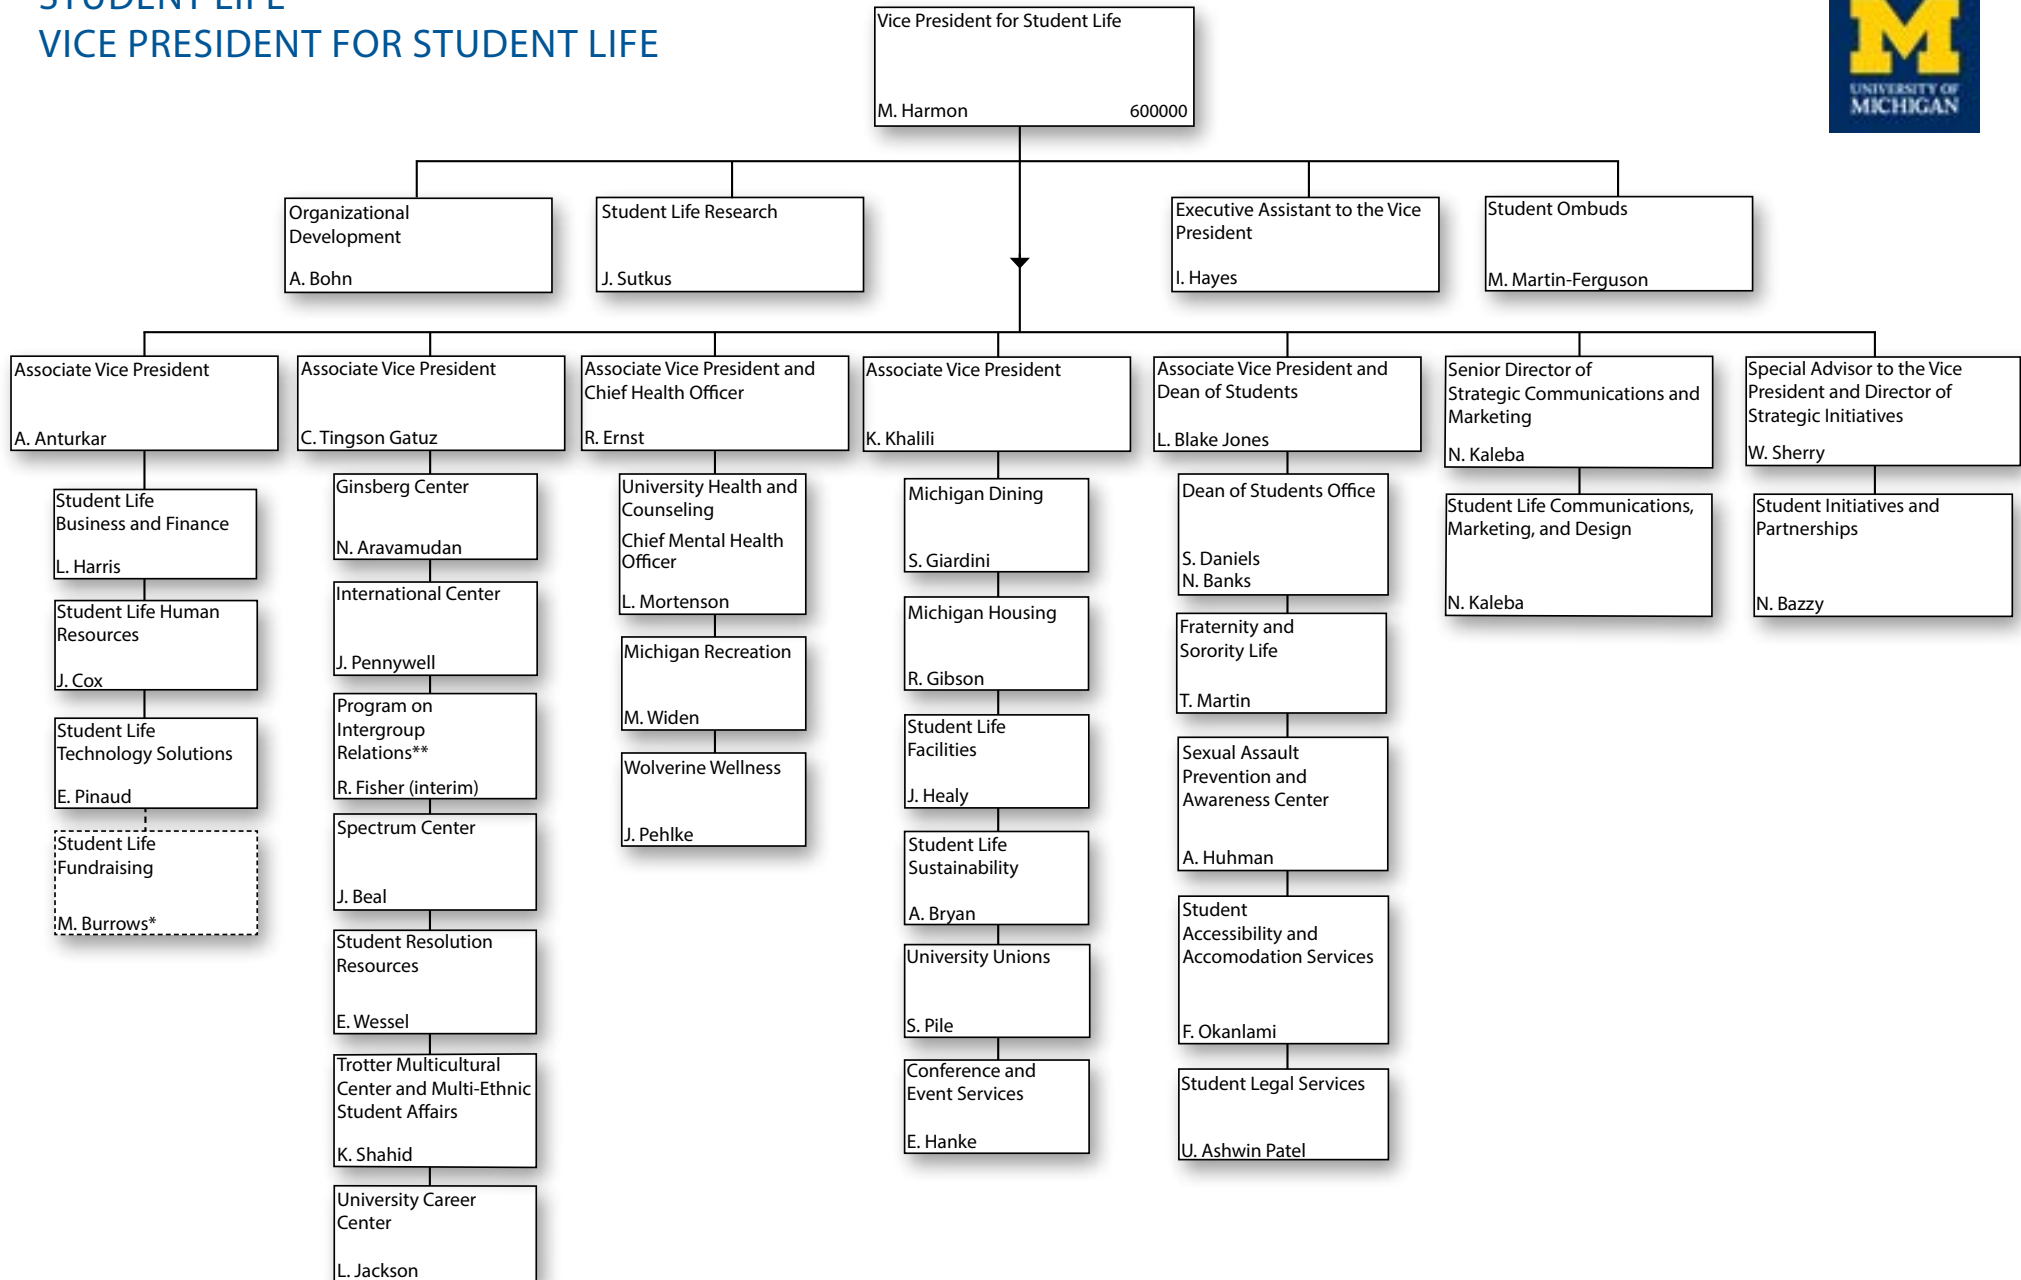 STUDENT LIFE
VICE PRESIDENT FOR STUDENT LIFE
UNIVERSITY OF
MICHIGAN
Vice President for Student Life
M. Harmon 600000
Organizational
Development
A. Bohn
Student Life Research
J. Sutkus
Executive Assistant to the Vice
President
I. Hayes
Student Ombuds
M. Martin-Ferguson
Associate Vice President
A. Anturkar
Student Life
Business and Finance
L. Harris
Student Life Human
Resources
J. Cox
Student Life
Technology Solutions
E. Pinaud
Student Life
Fundraising
M. Burrows*
Associate Vice President
C. Tingson Gatuz
Ginsberg Center
N. Aravamudan
International Center
J. Pennywell
Program on
Intergroup
Relations**
R. Fisher (interim)
Spectrum Center
J. Beal
Student Resolution
Resources
E. Wessel
Trotter Multicultural
Center and Multi-Ethnic
Student Affairs
K. Shahid
University Career
Center
L. Jackson
Associate Vice President and
Chief Health Officer
R. Ernst
University Health and
Counseling
Chief Mental Health
Officer
L. Mortenson
Michigan Recreation
M. Widen
Wolverine Wellness
J. Pehlke
Associate Vice President
K. Khalili
Michigan Dining
S. Giardini
Michigan Housing
R. Gibson
Student Life
Facilities
J. Healy
Student Life
Sustainability
A. Bryan
University Unions
S. Pile
Conference and
Event Services
E. Hanke
Associate Vice President and
Dean of Students
L. Blake Jones
Dean of Students Office
S. Daniels
N. Banks
Fraternity and
Sorority Life
T. Martin
Sexual Assault
Prevention and
Awareness Center
A. Huhman
Student
Accessibility and
Accomodation Services
F. Okanlami
Student Legal Services
U. Ashwin Patel
Senior Director of
Strategic Communications and
Marketing
N. Kaleba
Student Life Communications,
Marketing, and Design
N. Kaleba
Special Advisor to the Vice
President and Director of
Strategic Initiatives
W. Sherry
Student Initiatives and
Partnerships
N. Bazzy